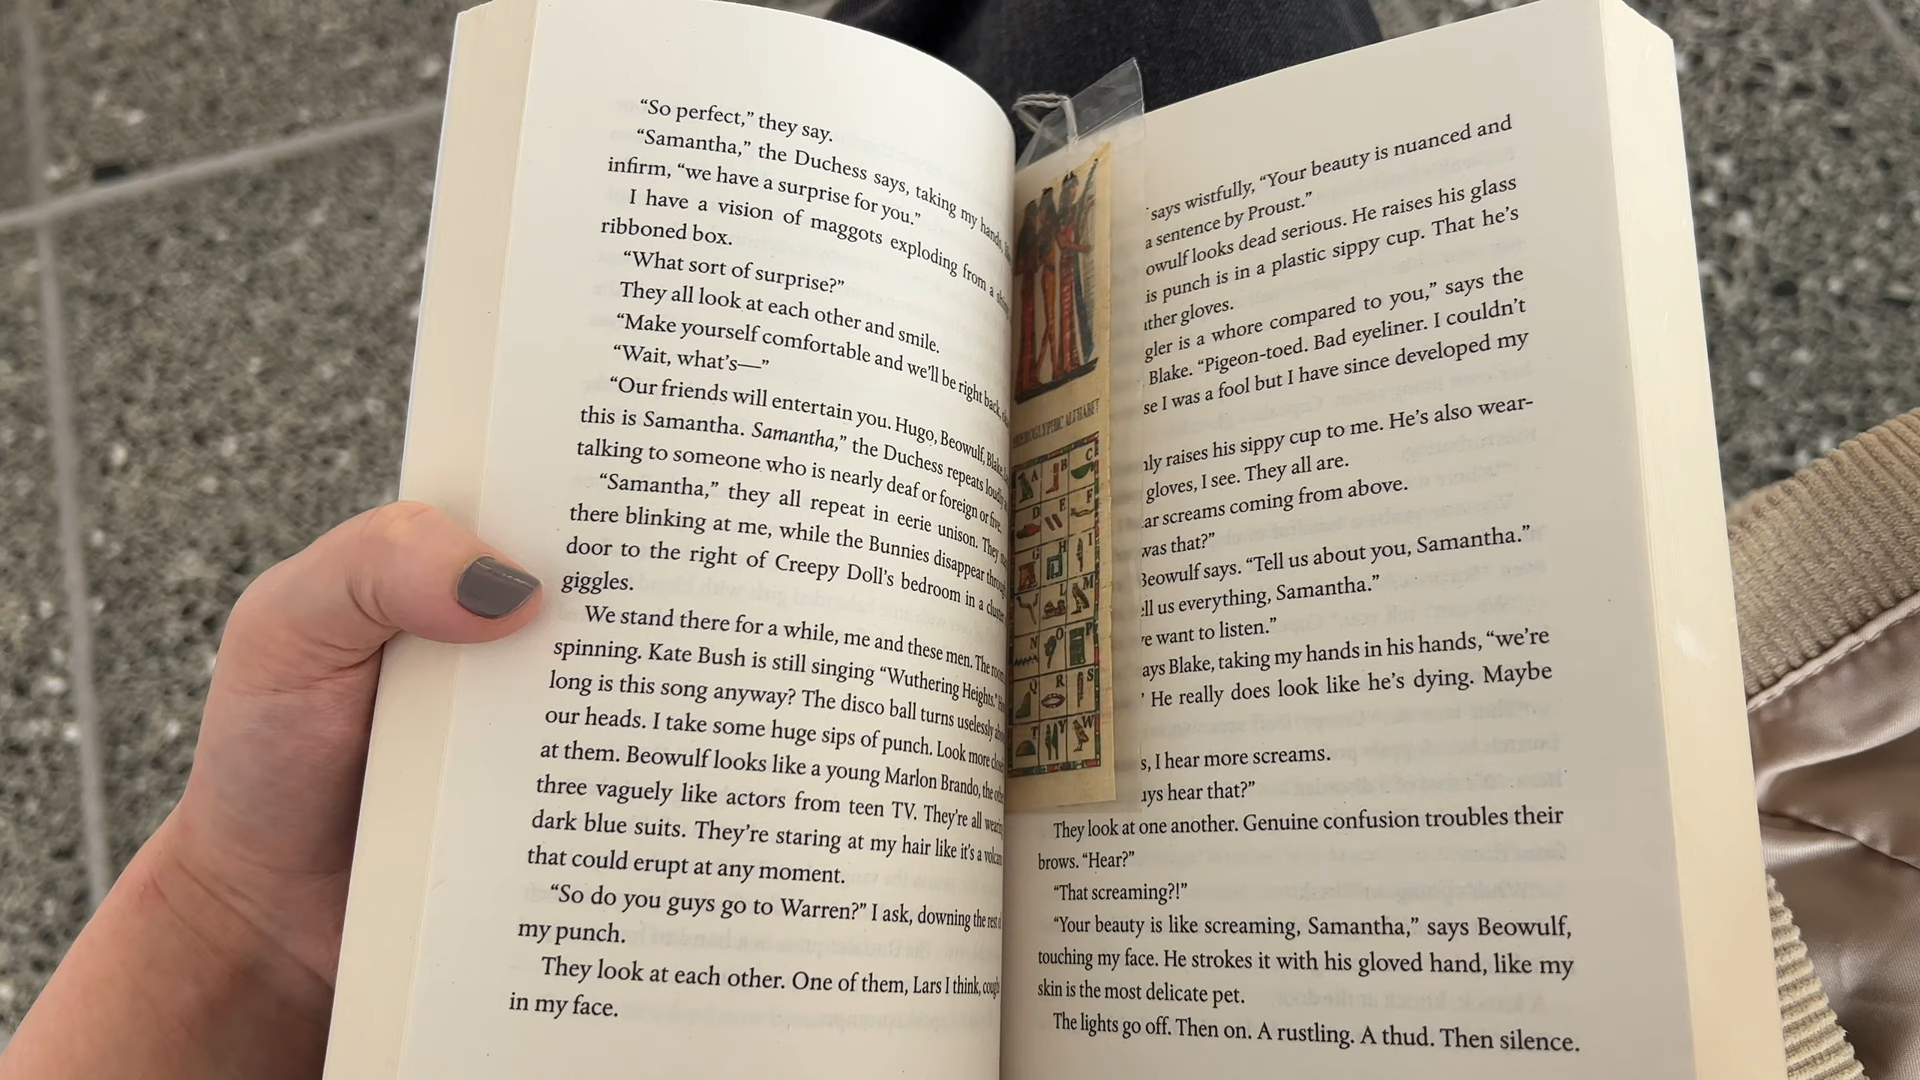 “So perfect,” they say.
“Samantha,” the Duchess says, taking my hands,
infirm, “we have a surprise for you.”
I have a vision of maggots exploding from a
ribboned box.
“What sort of surprise?”
They all look at each other and smile.
“Make yourself comfortable and we’ll be right back,
“Wait, what’s—”
“Our friends will entertain you. Hugo, Beowulf, Blake
this is Samantha. Samantha,” the Duchess repeats
talking to someone who is nearly deaf or foreign or
“Samantha,” they all repeat in eerie unison. They
there blinking at me, while the Bunnies disappear
door to the right of Creepy Doll’s bedroom in a
giggles.
We stand there for a while, me and these men. The room
spinning. Kate Bush is still singing “Wuthering Heights.”
long is this song anyway? The disco ball turns uselessly
our heads. I take some huge sips of punch. Look more
at them. Beowulf looks like a young Marlon Brando, the
three vaguely like actors from teen TV. They’re all
dark blue suits. They’re staring at my hair like it’s a
that could erupt at any moment.
“So do you guys go to Warren?” I ask, downing the rest
my punch.
They look at each other. One of them, Lars I think,
in my face.
HIEROGLYPHIC ALPHABET
A B C
D E F
G H I
L M
N O P
Q R S
T Y W
says wistfully, “Your beauty is nuanced and
a sentence by Proust.”
owulf looks dead serious. He raises his glass
is punch is in a plastic sippy cup. That he’s
ther gloves.
gler is a whore compared to you,” says the
Blake. “Pigeon-toed. Bad eyeliner. I couldn’t
se I was a fool but I have since developed my
ly raises his sippy cup to me. He’s also wear-
gloves, I see. They all are.
ar screams coming from above.
was that?”
Beowulf says. “Tell us about you, Samantha.”
ll us everything, Samantha.”
e want to listen.”
ays Blake, taking my hands in his hands, “we’re
” He really does look like he’s dying. Maybe
s, I hear more screams.
uys hear that?”
They look at one another. Genuine confusion troubles their
brows. “Hear?”
“That screaming?!”
“Your beauty is like screaming, Samantha,” says Beowulf,
touching my face. He strokes it with his gloved hand, like my
skin is the most delicate pet.
The lights go off. Then on. A rustling. A thud. Then silence.